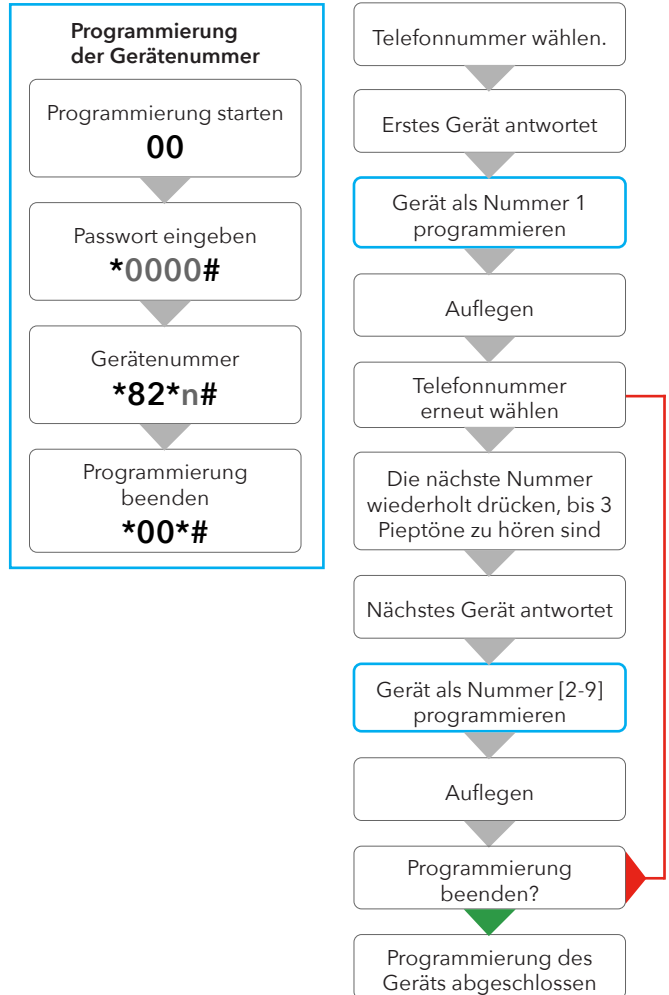 Programmierung
der Gerätenummer
Programmierung starten
00
Passwort eingeben
*0000#
Gerätenummer
*82*n#
Programmierung
beenden
*00*#
Telefonnummer wählen.
Erstes Gerät antwortet
Gerät als Nummer 1
programmieren
Auflegen
Telefonnummer
erneut wählen
Die nächste Nummer
wiederholt drücken, bis 3
Pieptöne zu hören sind
Nächstes Gerät antwortet
Gerät als Nummer [2-9]
programmieren
Auflegen
Programmierung
beenden?
Programmierung des
Geräts abgeschlossen